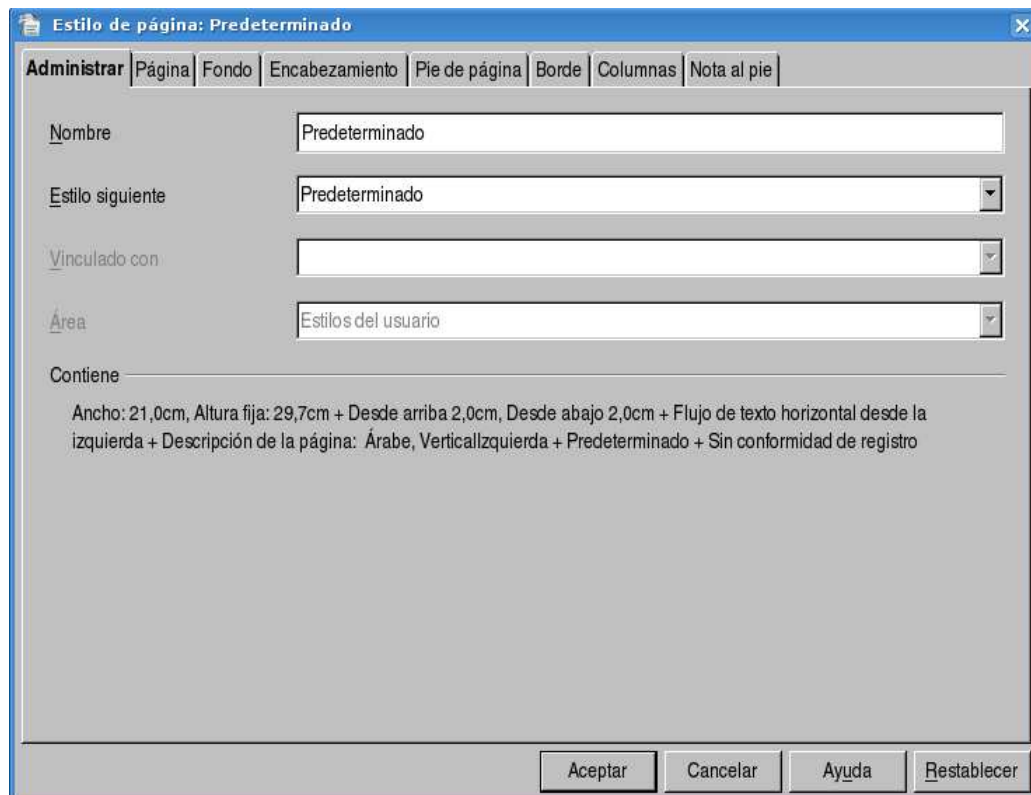 Estilo de página: Predeterminado
Administrar Página Fondo Encabezamiento Pie de página Borde Columnas Nota al pie
Nombre Predeterminado
Estilo siguiente Predeterminado
Vinculado con
Área Estilos del usuario
Contiene
Ancho: 21,0cm, Altura fija: 29,7cm + Desde arriba 2,0cm, Desde abajo 2,0cm + Flujo de texto horizontal desde la
izquierda + Descripción de la página: Árabe, VerticalIzquierda + Predeterminado + Sin conformidad de registro
Aceptar Cancelar Ayuda Restablecer